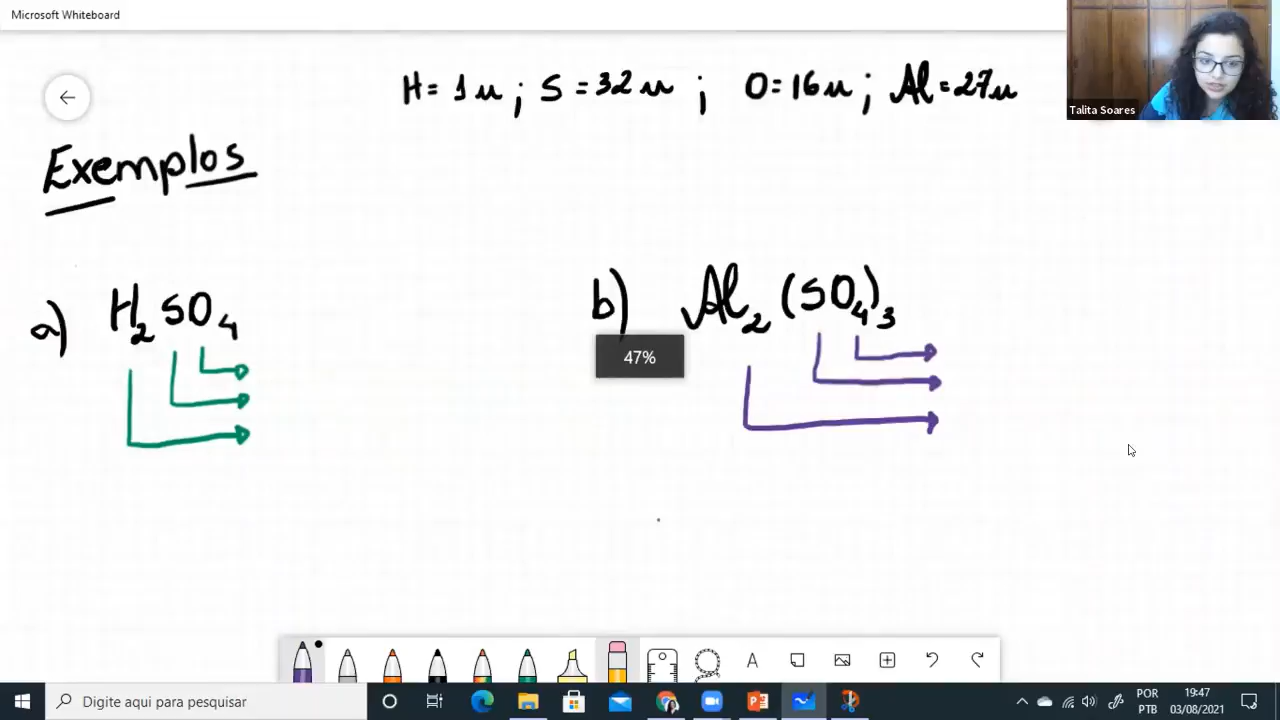 Microsoft Whiteboard
H = 1u ; S = 32u ; O = 16u ; Al = 27u
Talita Soares
Exemplos
a) H₂SO₄
b) Al₂(SO₄)₃
47%
A
Digite aqui para pesquisar
POR
PTB
19:47
03/08/2021